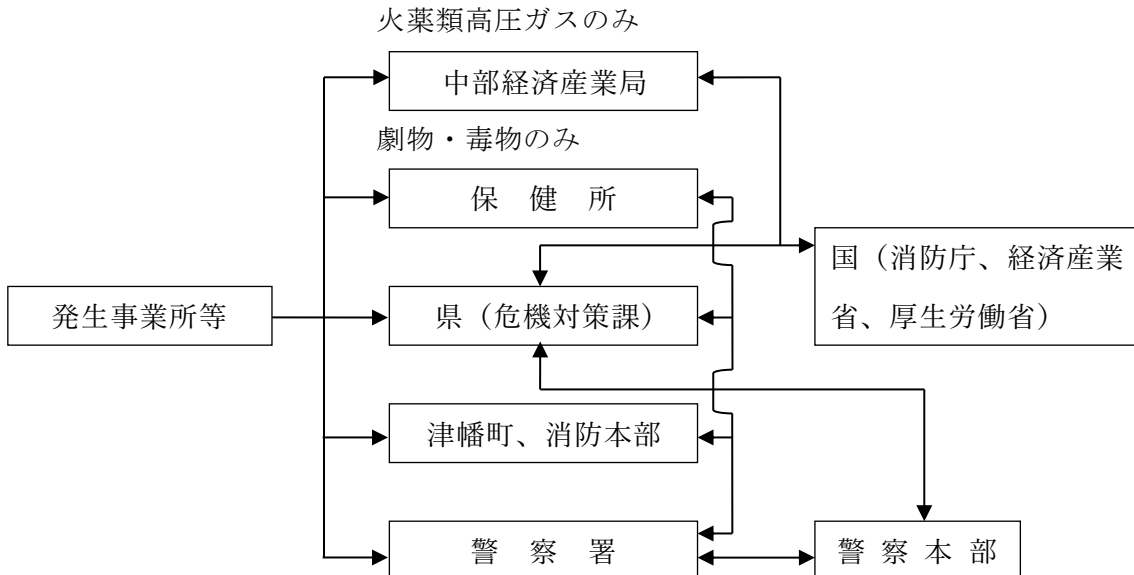 火薬類高圧ガスのみ
中部経済産業局
劇物・毒物のみ
保 健 所
国（消防庁、経済産業
省、厚生労働省）
発生事業所等
県（危機対策課）
津幡町、消防本部
警 察 署
警 察 本 部